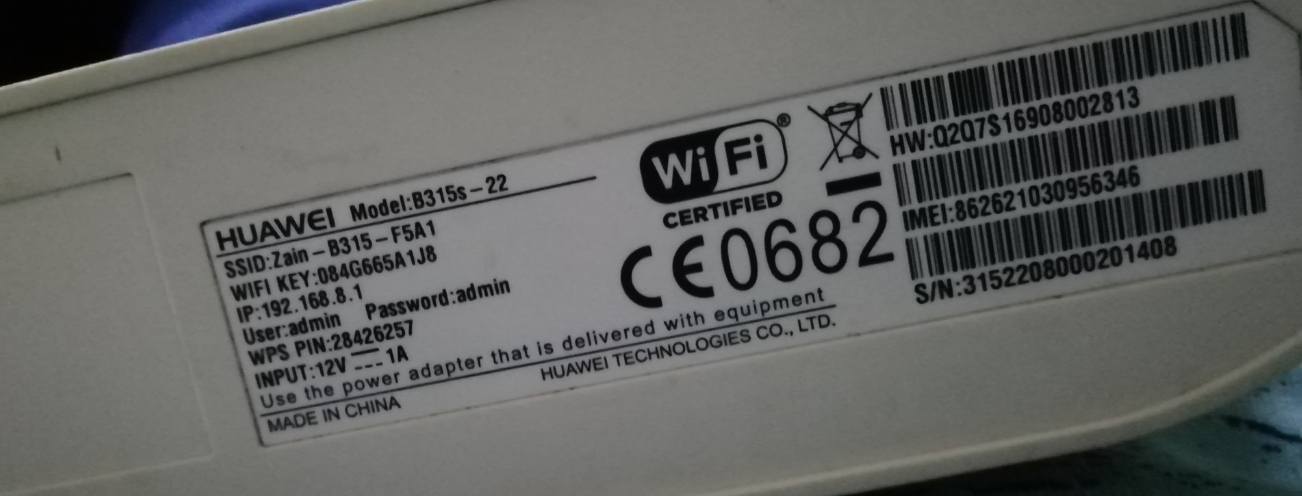 HUAWEI Model:B315s-22
SSID:Zain-B315-F5A1
WIFI KEY:084G665A1J8
IP:192.168.8.1
User:admin Password:admin
WPS PIN:28426257
INPUT:12V ⎓ 1A
Use the power adapter that is delivered with equipment
MADE IN CHINA
HUAWEI TECHNOLOGIES CO., LTD.
Wi Fi ®
CERTIFIED
CE0682
HW:Q2Q7S16908002813
IMEI:862621030956346
S/N:3152208000201408